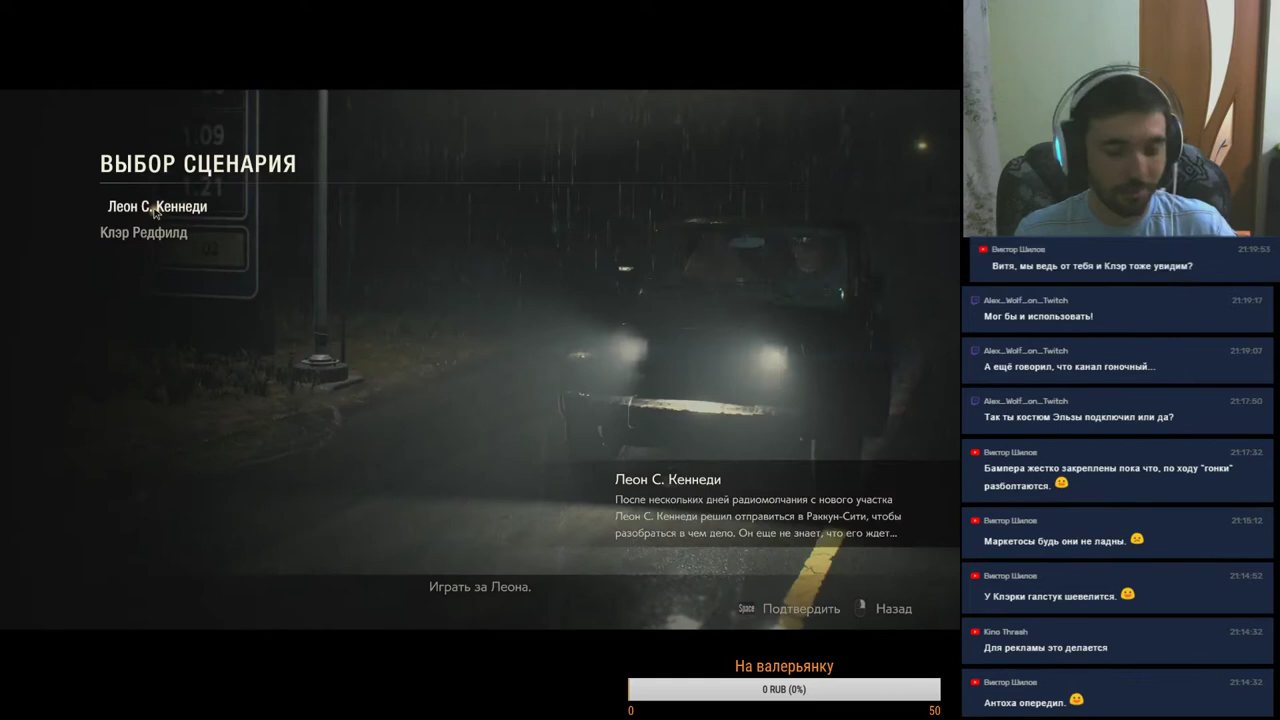 1.09
1.21
ВЫБОР СЦЕНАРИЯ
Леон С. Кеннеди
Клэр Редфилд
Леон С. Кеннеди
После нескольких дней радиомолчания с нового участка
Леон С. Кеннеди решил отправиться в Раккун-Сити, чтобы
разобраться в чем дело. Он еще не знает, что его ждет...
Играть за Леона.
Space Подтвердить Назад
На валерьянку
0 RUB (0%)
0 50
Виктор Шилов 21:19:53
Витя, мы ведь от тебя и Клэр тоже увидим?
Alex_Wolf_on_Twitch 21:19:17
Мог бы и использовать!
Alex_Wolf_on_Twitch 21:19:07
А ещё говорил, что канал гоночный...
Alex_Wolf_on_Twitch 21:17:50
Так ты костюм Эльзы подключил или да?
Виктор Шилов 21:17:32
Бампера жестко закреплены пока что, по ходу "гонки"
разболтаются.
Виктор Шилов 21:15:12
Маркетосы будь они не ладны.
Виктор Шилов 21:14:52
У Клэрки галстук шевелится.
Kino Thrash 21:14:32
Для рекламы это делается
Виктор Шилов 21:14:32
Антоха опередил.